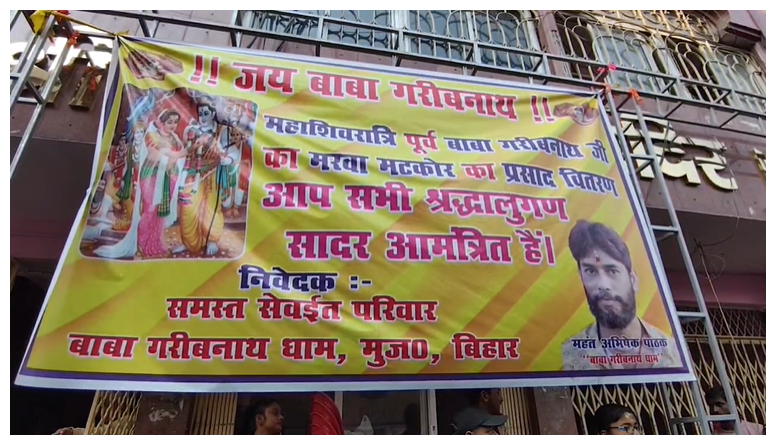 !! जय बाबा गरीबनाथ !!
महाशिवरात्रि पूर्व बाबा गरीबनाथ जी
का मरवा मटकोर का प्रसाद वितरण
आप सभी श्रद्धालुगण
सादर आमंत्रित हैं।
निवेदक :-
समस्त सेवईत परिवार
बाबा गरीबनाथ धाम, मुज०, बिहार
महंत अभिषेक पाठक
"बाबा गरीबनाथ धाम"